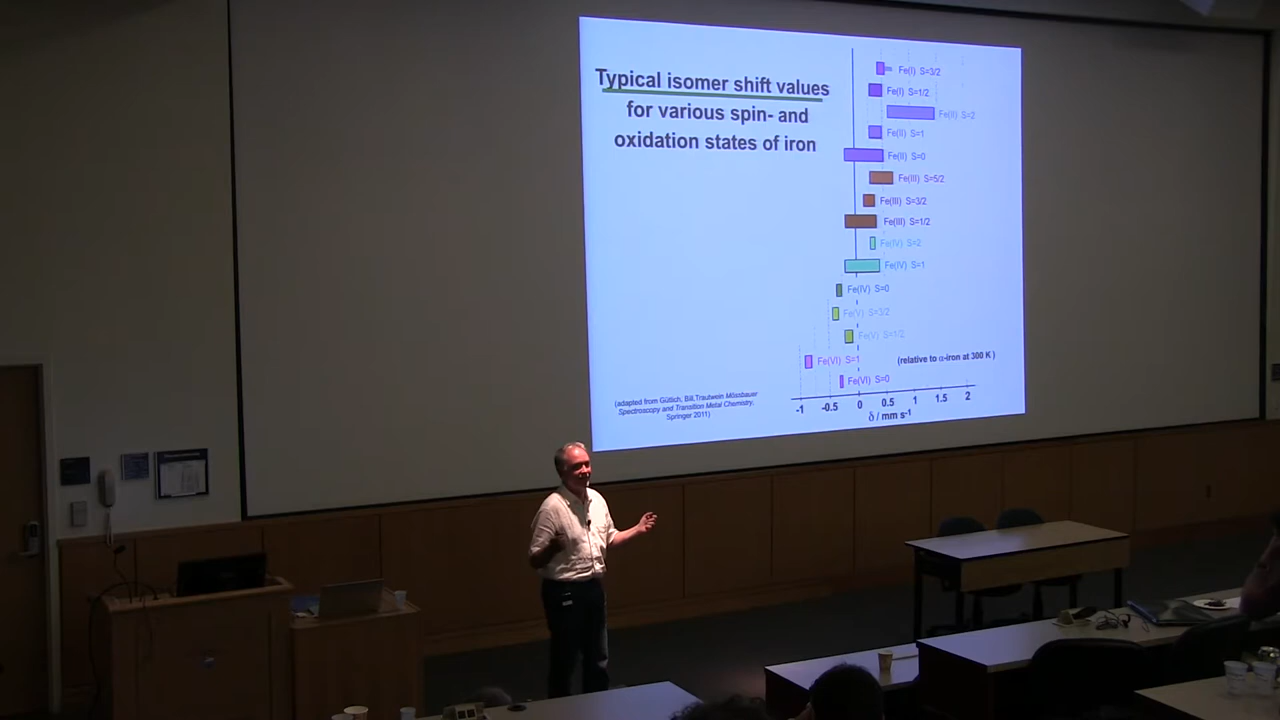 Typical isomer shift values
for various spin- and
oxidation states of iron
Fe(I) S=3/2
Fe(I) S=1/2
Fe(II) S=2
Fe(II) S=1
Fe(II) S=0
Fe(III) S=5/2
Fe(III) S=3/2
Fe(III) S=1/2
Fe(IV) S=2
Fe(IV) S=1
Fe(IV) S=0
Fe(V) S=3/2
Fe(V) S=1/2
Fe(VI) S=1
(relative to α-iron at 300 K)
Fe(VI) S=0
-1 -0.5 0 0.5 1 1.5 2
δ / mm s-1
(adapted from Gütlich, Bill,Trautwein Mössbauer
Spectroscopy and Transition Metal Chemistry,
Springer 2011)